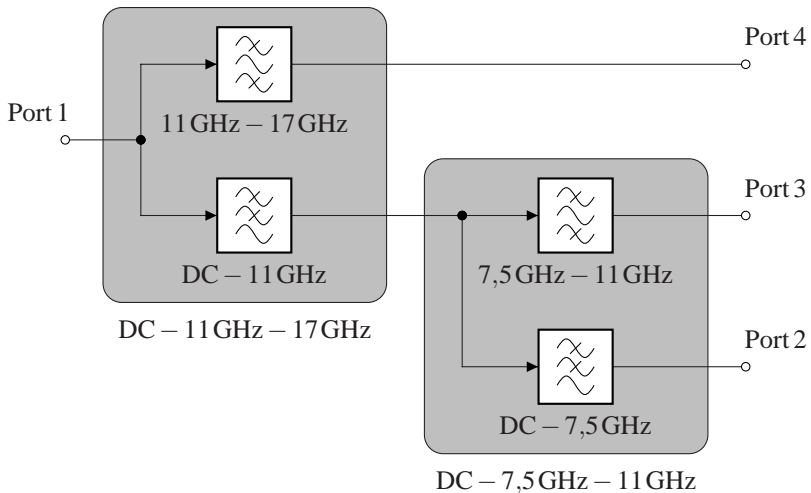 Port 4
Port 1
11 GHz – 17 GHz
Port 3
DC – 11 GHz
7,5 GHz – 11 GHz
DC – 11 GHz – 17 GHz
Port 2
DC – 7,5 GHz
DC – 7,5 GHz – 11 GHz